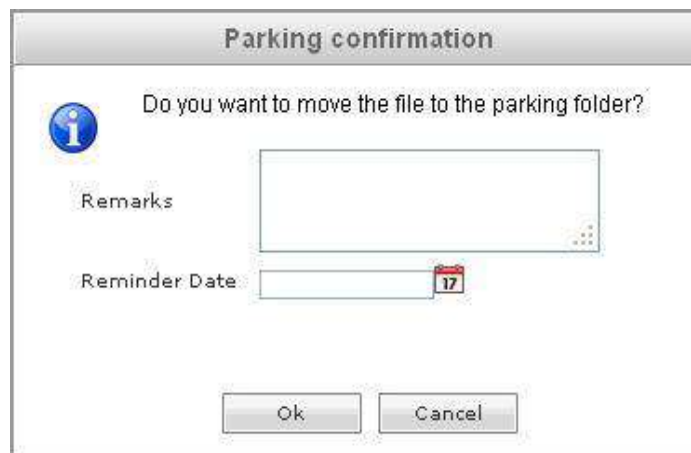 Parking confirmation
Do you want to move the file to the parking folder?
Remarks
Reminder Date
17
Ok
Cancel